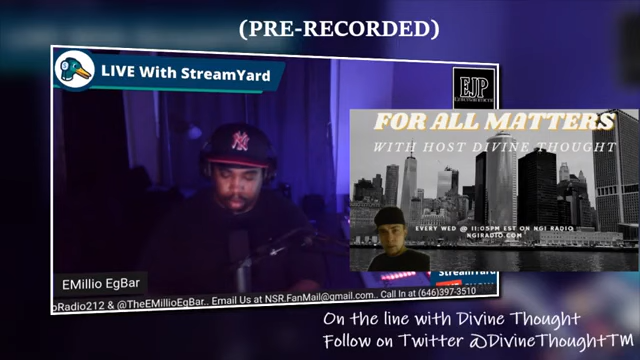 (PRE-RECORDED)
LIVE With StreamYard
EJP
FOR ALL MATTERS
WITH HOST DIVINE THOUGHT
EVERY WED @ 11:05PM EST ON NGI RADIO
NGIRADIO.COM
EMillio EgBar
StreamYard
oRadio212 & @TheEMillioEgBar.. Email Us at NSR.FanMail@gmail.com.. Call In at (646)397-3510
On the line with Divine Thought
Follow on Twitter @DivineThoughtTM